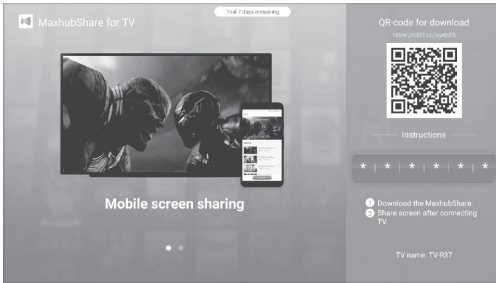 MaxhubShare for TV
Trial 7 days remaining
Mobile screen sharing
QR-code for download
Instructions
* | * | * | * | * | *
1 Download the MaxhubShare.
2 Share screen after connecting
TV.
TV name: TV-R37